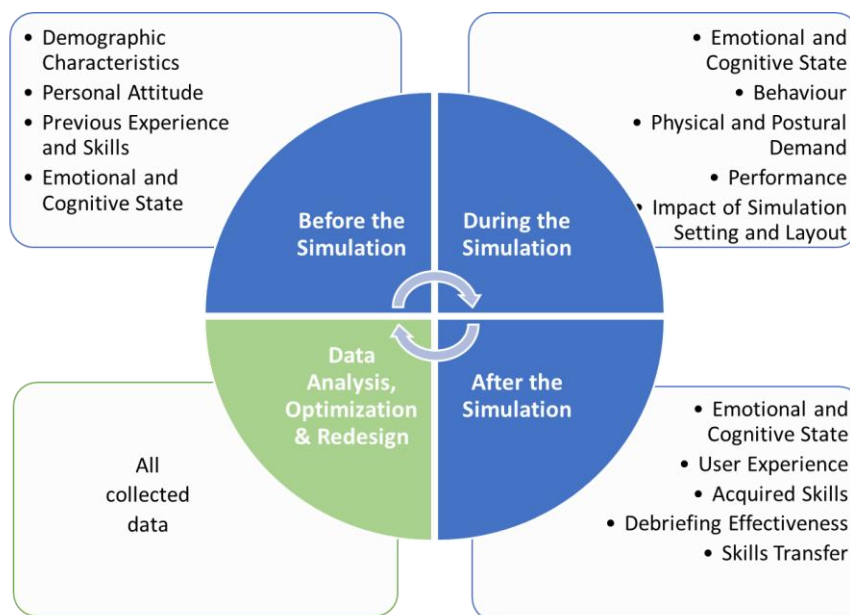 • Demographic
Characteristics
• Personal Attitude
• Previous Experience
and Skills
• Emotional and
Cognitive State
• Emotional and
Cognitive State
• Behaviour
• Physical and Postural
Demand
• Performance
• Impact of Simulation
Setting and Layout
Before the
Simulation
During the
Simulation
Data
Analysis,
Optimization
& Redesign
After the
Simulation
All
collected
data
• Emotional and
Cognitive State
• User Experience
• Acquired Skills
• Debriefing Effectiveness
• Skills Transfer